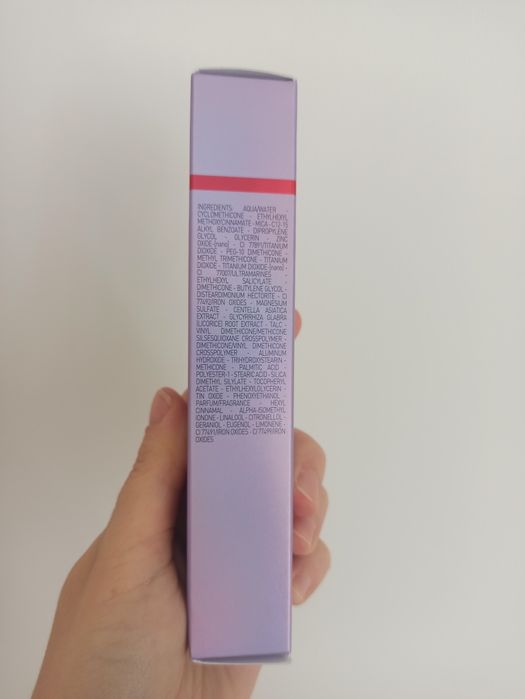 INGREDIENTS: AQUA/WATER -
CYCLOMETHICONE - ETHYLHEXYL
METHOXYCINNAMATE - MICA - C12-15
ALKYL BENZOATE - DIPROPYLENE
GLYCOL - GLYCERIN - ZINC
OXIDE-[nano] - CI 77891/TITANIUM
DIOXIDE - PEG-10 DIMETHICONE -
METHYL TRIMETHICONE - TITANIUM
DIOXIDE - TITANIUM DIOXIDE-[nano] -
CI 77007/ULTRAMARINES -
ETHYLHEXYL SALICYLATE -
DIMETHICONE - BUTYLENE GLYCOL -
DISTEARDIMONIUM HECTORITE - CI
77492/IRON OXIDES - MAGNESIUM
SULFATE - CENTELLA ASIATICA
EXTRACT - GLYCYRRHIZA GLABRA
(LICORICE) ROOT EXTRACT - TALC -
VINYL DIMETHICONE/METHICONE
SILSESQUIOXANE CROSSPOLYMER -
DIMETHICONE/VINYL DIMETHICONE
CROSSPOLYMER - ALUMINUM
HYDROXIDE - TRIHYDROXYSTEARIN -
METHICONE - PALMITIC ACID -
POLYESTER-1 - STEARIC ACID - SILICA
DIMETHYL SILYLATE - TOCOPHERYL
ACETATE - ETHYLHEXYLGLYCERIN -
TIN OXIDE - PHENOXYETHANOL -
PARFUM/FRAGRANCE - HEXYL
CINNAMAL - ALPHA-ISOMETHYL
IONONE - LINALOOL - CITRONELLOL -
GERANIOL - EUGENOL - LIMONENE -
CI 77491/IRON OXIDES - CI 77499/IRON
OXIDES